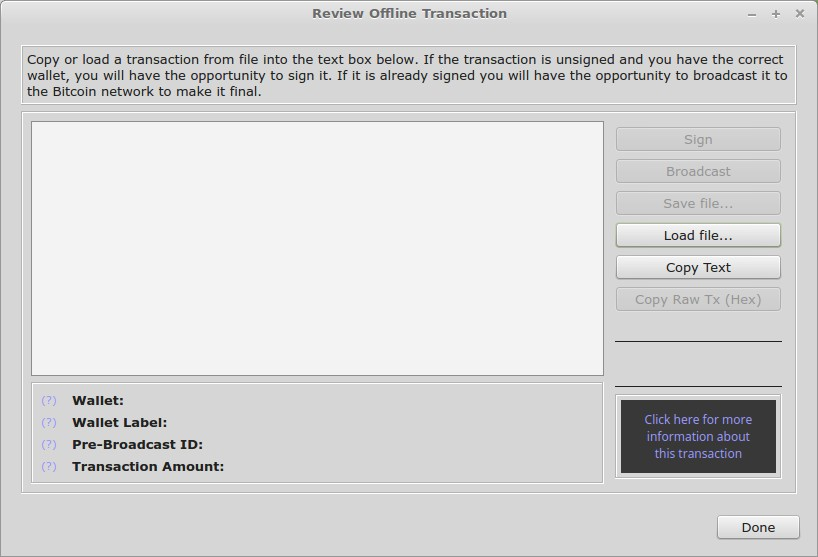 Review Offline Transaction
Copy or load a transaction from file into the text box below. If the transaction is unsigned and you have the correct
wallet, you will have the opportunity to sign it. If it is already signed you will have the opportunity to broadcast it to
the Bitcoin network to make it final.
Sign
Broadcast
Save file...
Load file...
Copy Text
Copy Raw Tx (Hex)
(?) Wallet:
(?) Wallet Label:
(?) Pre-Broadcast ID:
(?) Transaction Amount:
Click here for more
information about
this transaction
Done